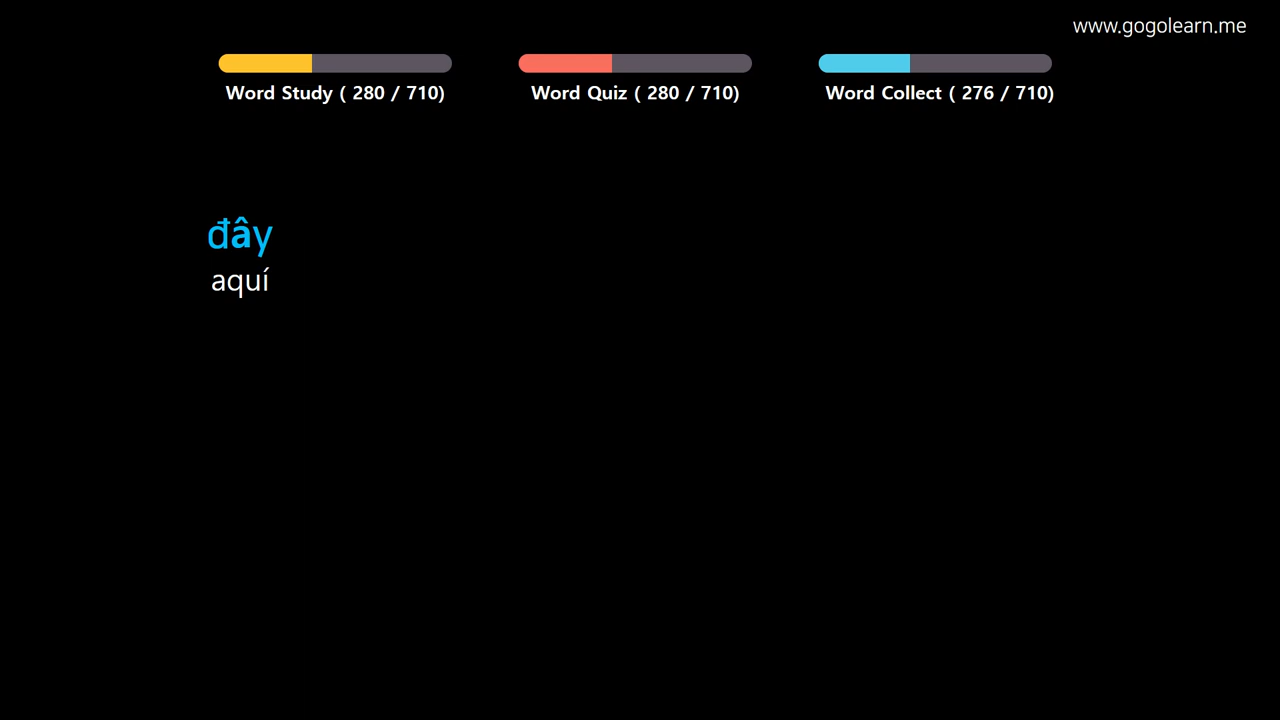 www.gogolearn.me
Word Study ( 280 / 710)
Word Quiz ( 280 / 710)
Word Collect ( 276 / 710)
đây
aquí